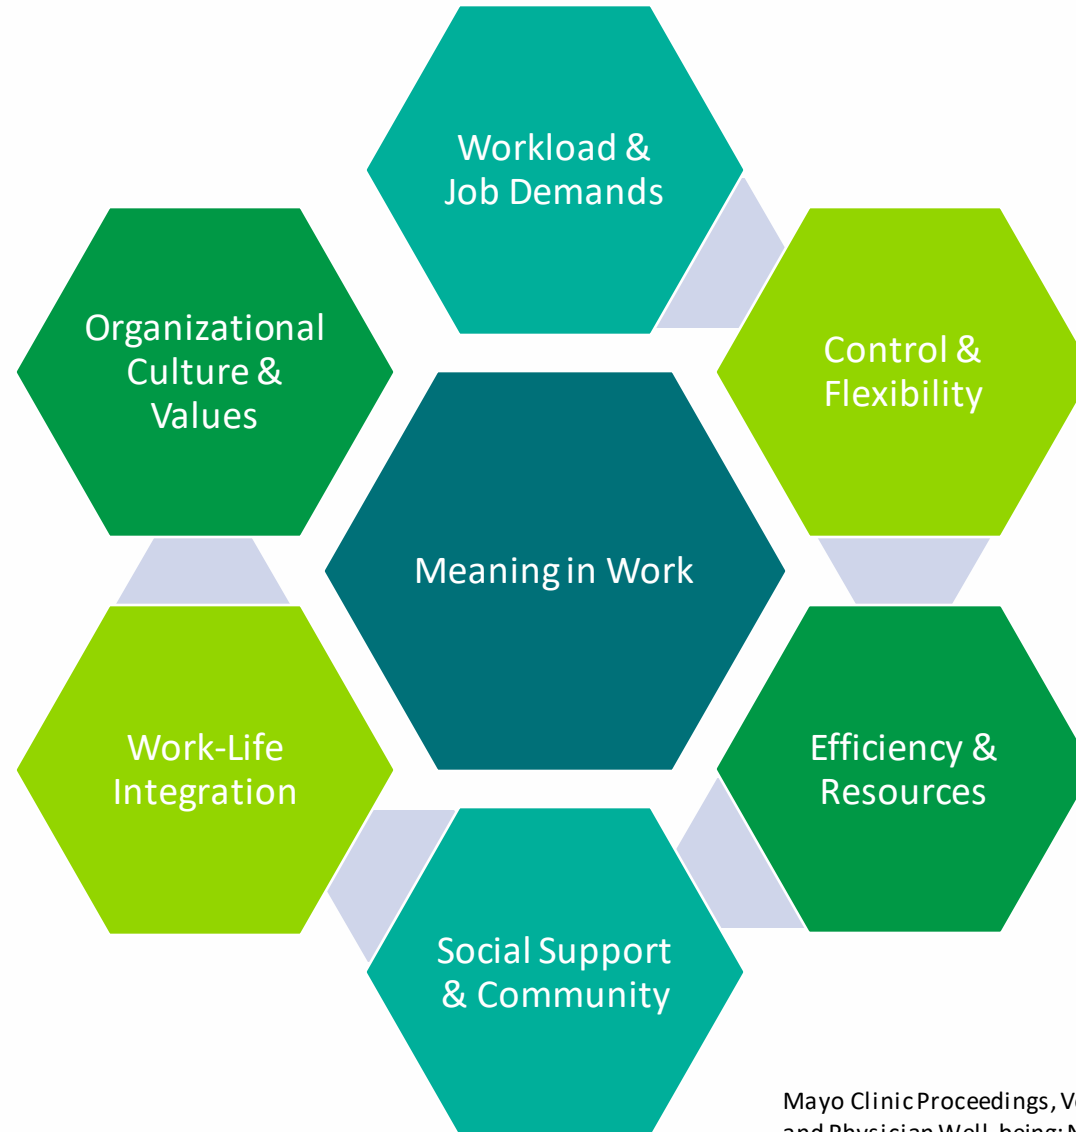 Workload &
Job Demands
Organizational
Culture &
Values
Control &
Flexibility
Meaning in Work
Work-Life
Integration
Efficiency &
Resources
Social Support
& Community
Mayo Clinic Proceedings,
and Physician Well-being: